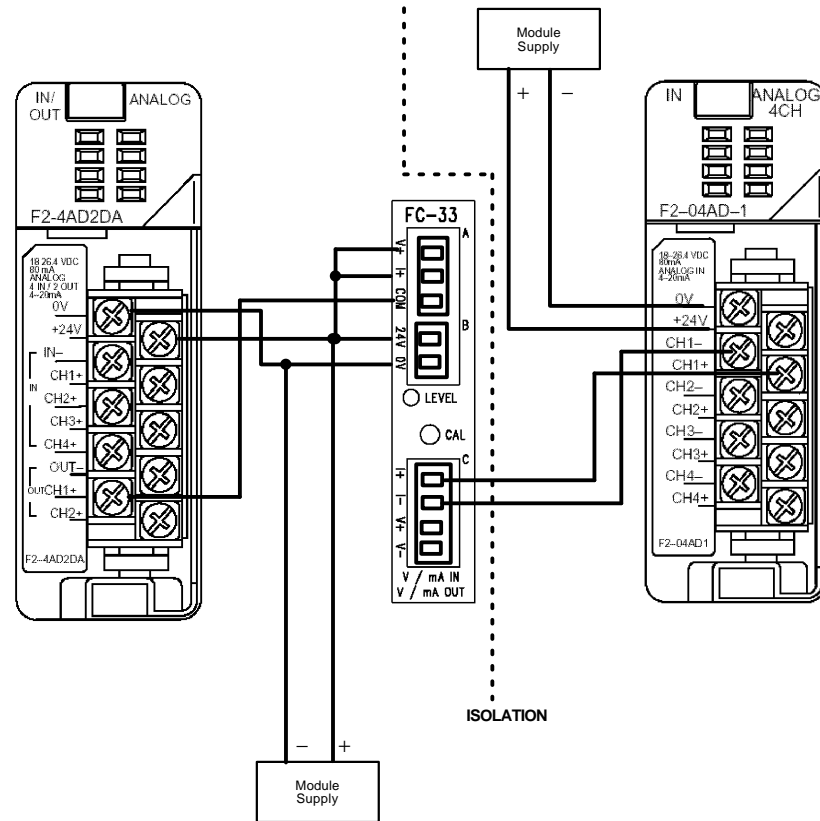 Module
Supply
+ −
IN/
OUT
ANALOG
F2-4AD2DA
18 26.4 VDC
80 mA
ANALOG
4 IN / 2 OUT
4–20mA
0V
+24V
IN–
CH1+
CH2+
CH3+
CH4+
OUT–
CH1+
CH2+
IN
OUT
F2–4AD2DA
FC-33
A
V+
I+
COM
B
24V
0V
LEVEL
CAL
C
I+
I-
V+
V-
V / mA IN
V / mA OUT
IN
ANALOG
4CH
F2–04AD–1
18–26.4 VDC
80mA
ANALOG IN
4–20mA
0V
+24V
CH1–
CH1+
CH2–
CH2+
CH3–
CH3+
CH4–
CH4+
F2–04AD1
ISOLATION
− +
Module
Supply